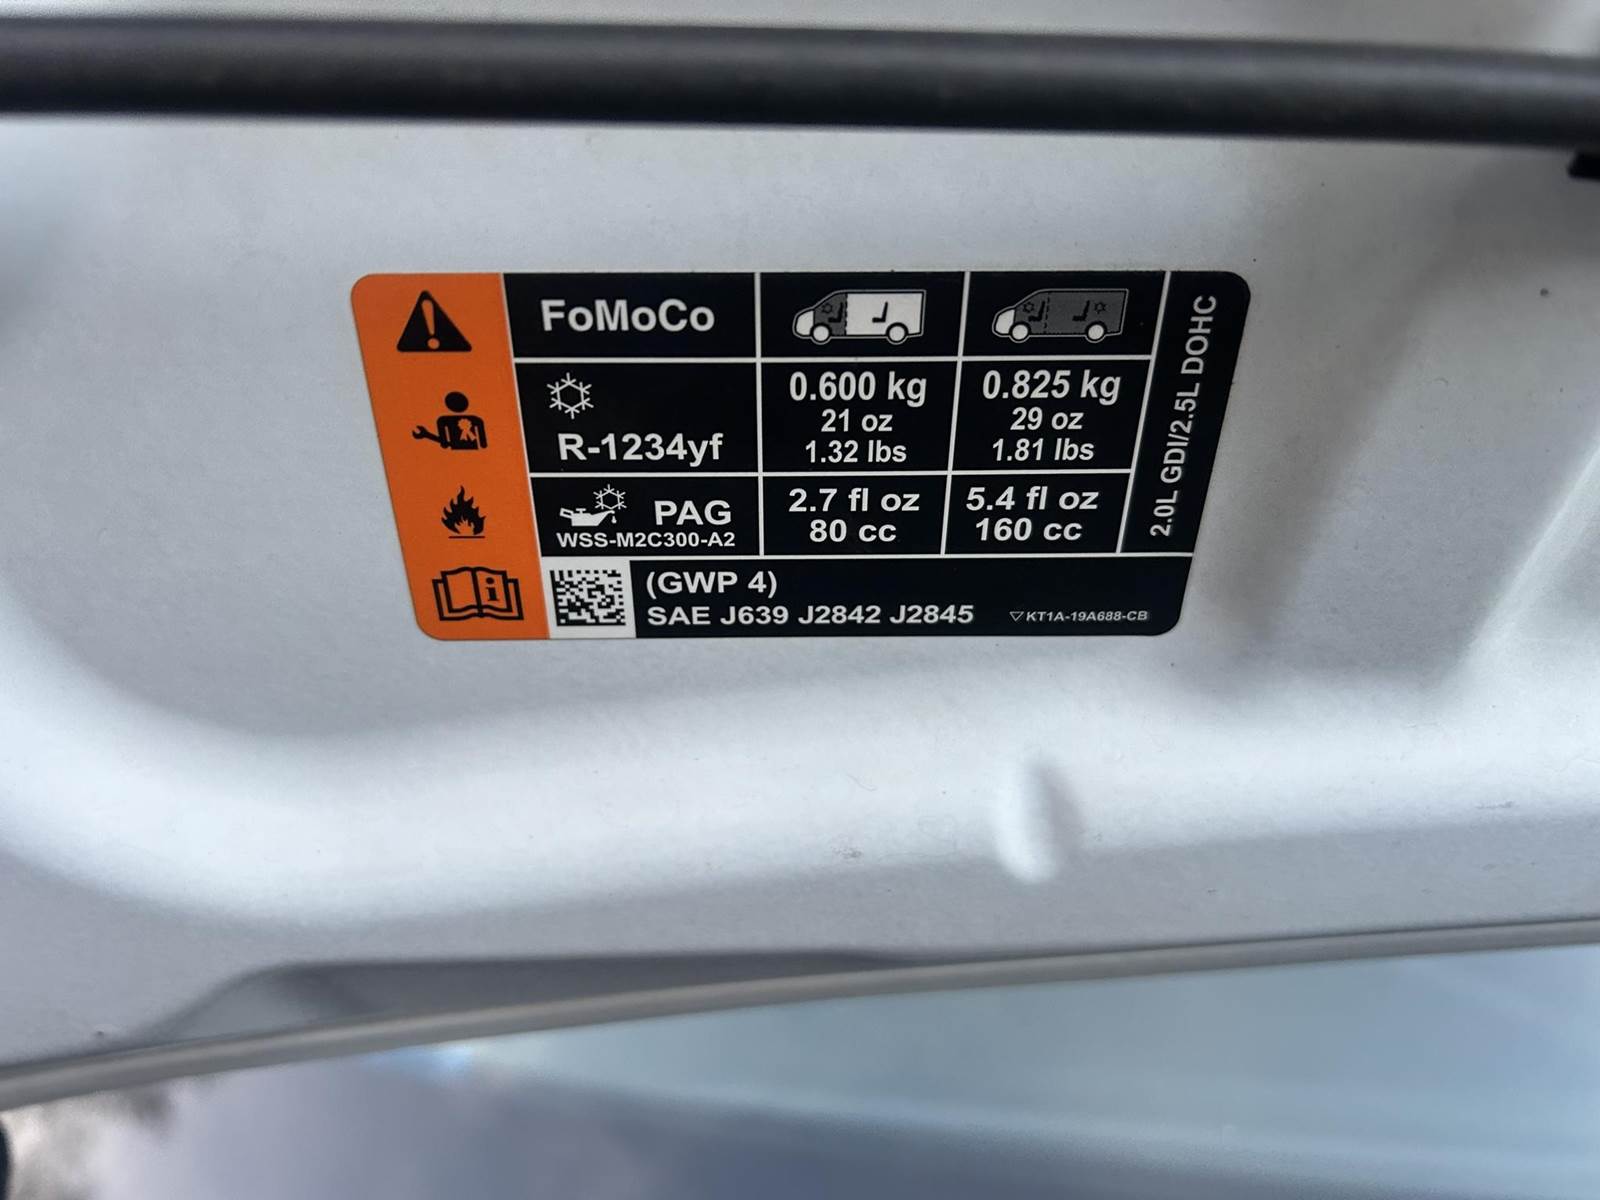 FoMoCo
R-1234yf
0.600 kg
21 oz
1.32 lbs
0.825 kg
29 oz
1.81 lbs
PAG
WSS-M2C300-A2
2.7 fl oz
80 cc
5.4 fl oz
160 cc
2.0L GDI/2.5L DOHC
(GWP 4)
SAE J639 J2842 J2845
KT1A-19A688-CB